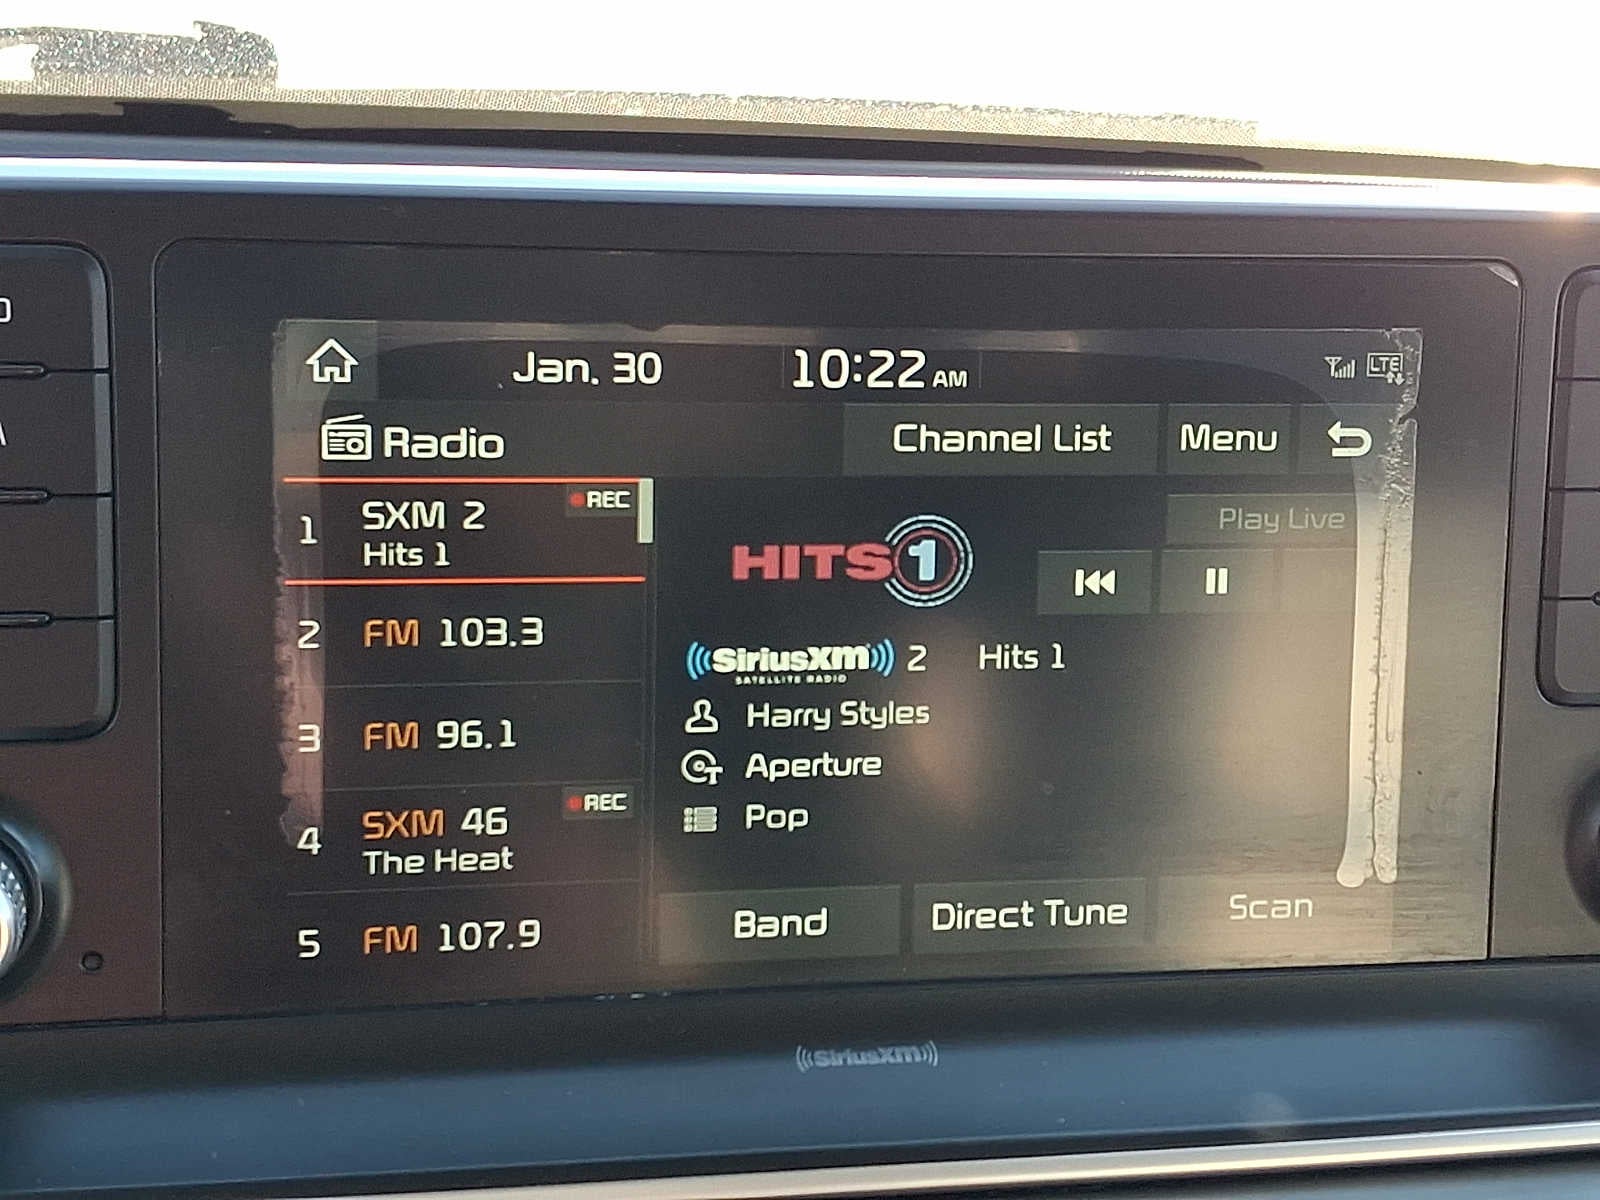 Jan. 30 10:22 AM LTE
Radio Channel List Menu
1 SXM 2 REC
Hits 1
2 FM 103.3
3 FM 96.1
4 SXM 46 REC
The Heat
5 FM 107.9
HITS 1
Play Live
SiriusXM 2 Hits 1
SATELLITE RADIO
Harry Styles
Aperture
Pop
Band Direct Tune Scan
SiriusXM